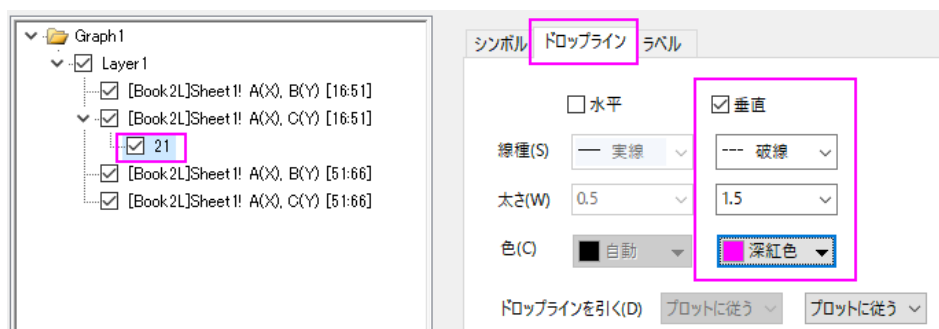 Graph1
Layer1
[Book2L]Sheet1! A(X), B(Y) [16:51]
[Book2L]Sheet1! A(X), C(Y) [16:51]
21
[Book2L]Sheet1! A(X), B(Y) [51:66]
[Book2L]Sheet1! A(X), C(Y) [51:66]
シンボル ドロップライン ラベル
水平 垂直
線種(S) 実線 破線
太さ(W) 0.5 1.5
色(C) 自動 深紅色
ドロップラインを引く(D) プロットに従う プロットに従う